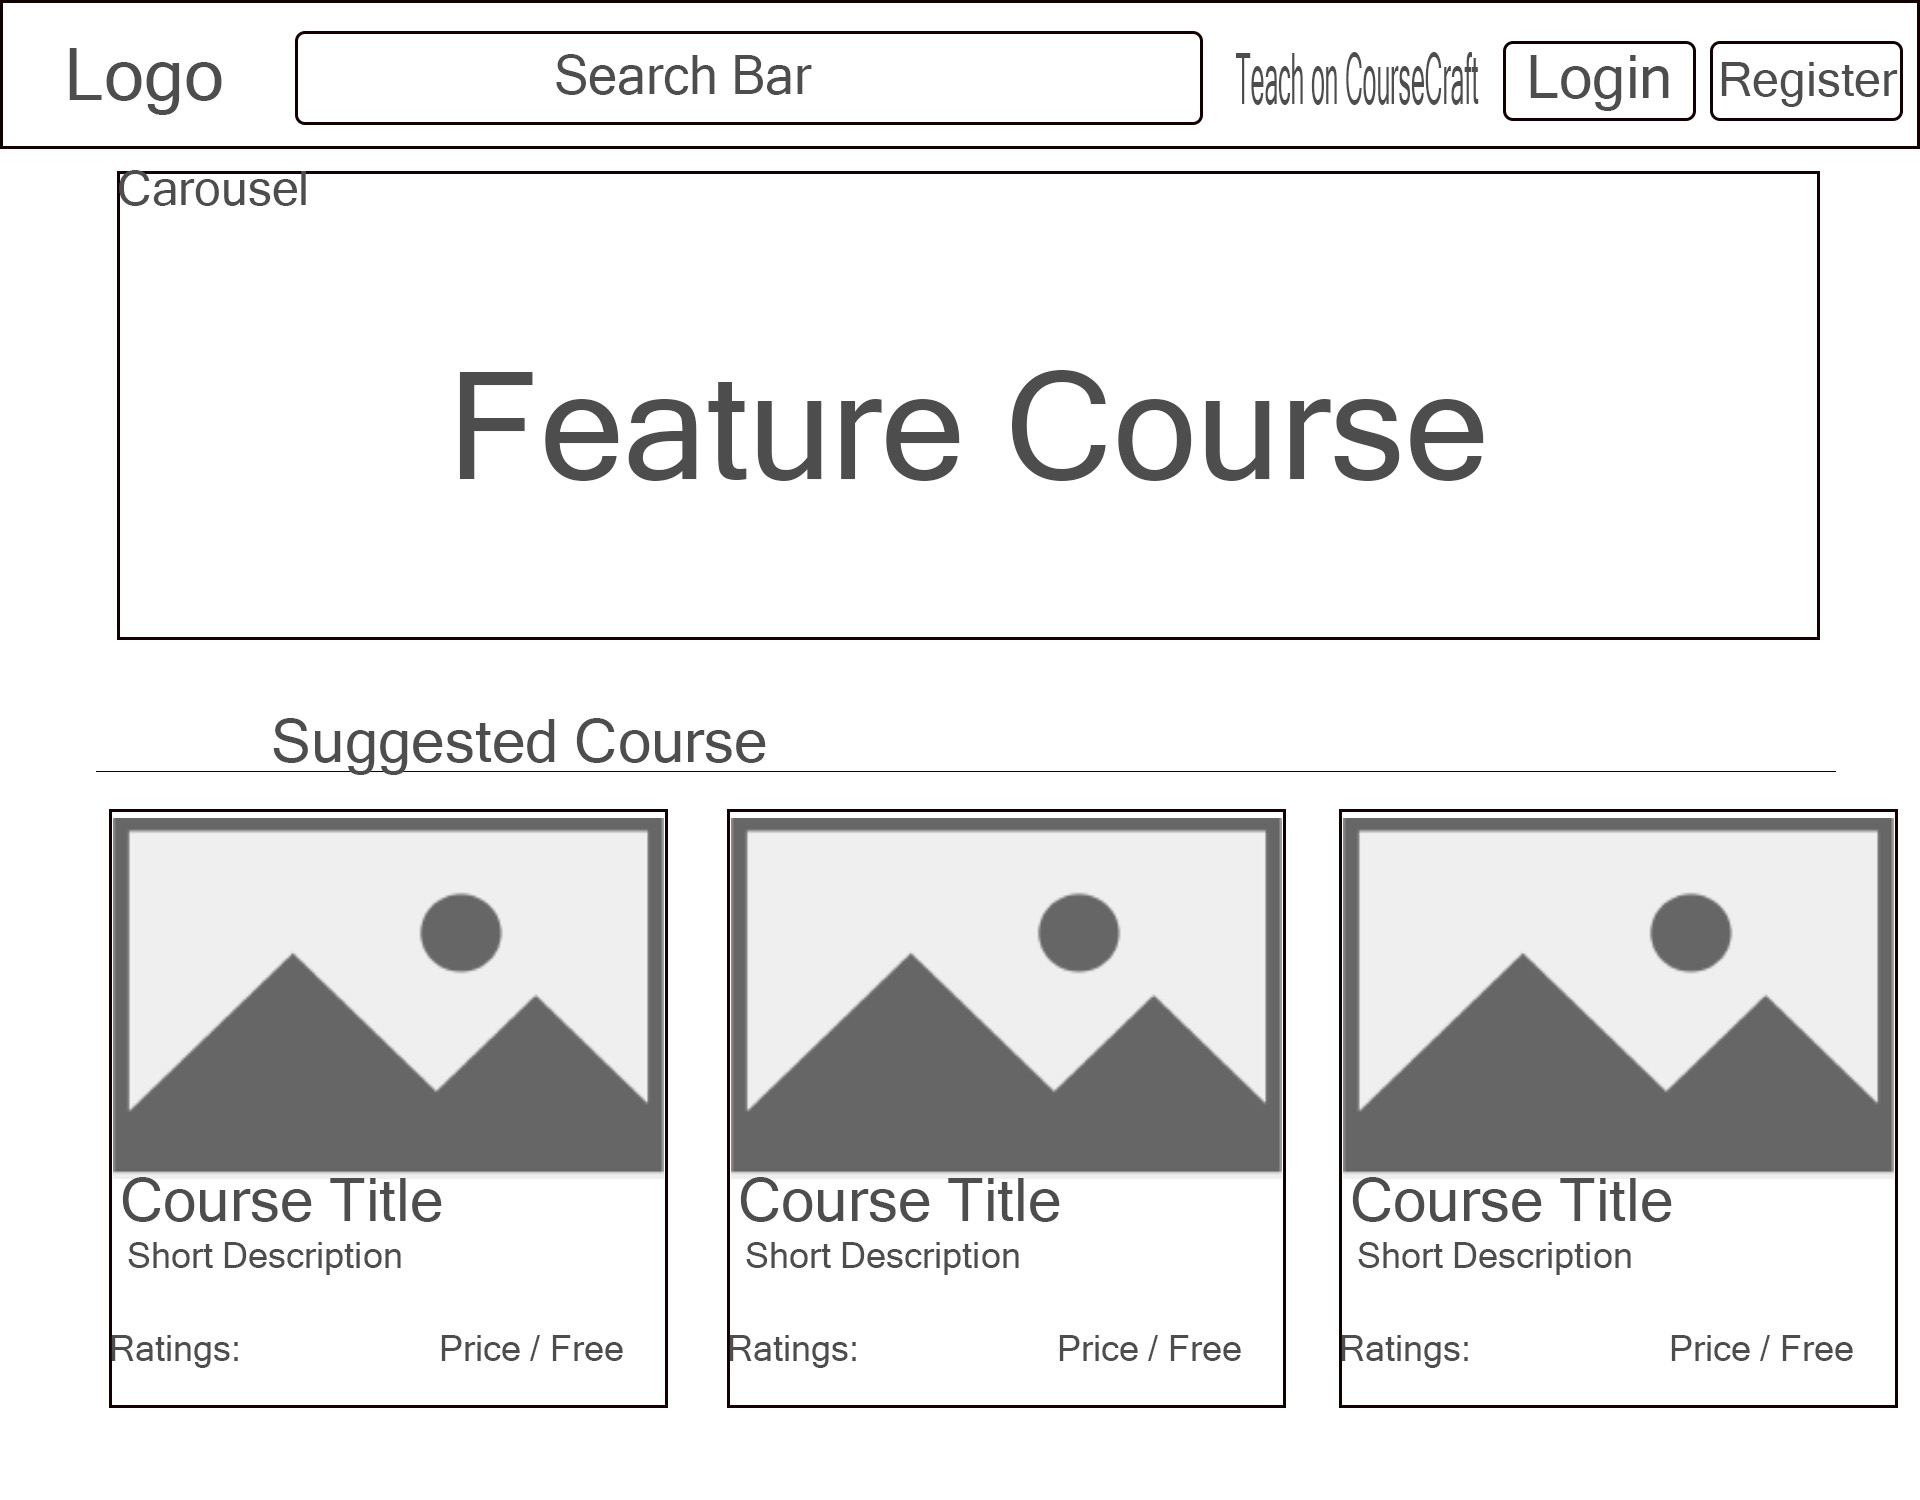 Logo
Search Bar
Teach on CourseCraft
Login
Register
Carousel
Feature Course
Suggested Course
Course Title
Short Description
Ratings:
Price / Free
Course Title
Short Description
Ratings:
Price / Free
Course Title
Short Description
Ratings:
Price / Free